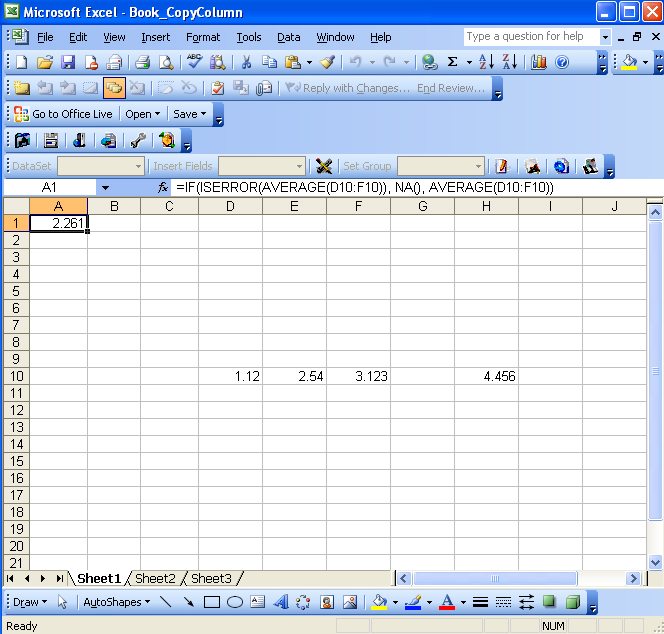 Microsoft Excel - Book_CopyColumn
File Edit View Insert Format Tools Data Window Help Type a question for help
ABC Σ A Z Z A
Reply with Changes... End Review...
Go to Office Live Open Save
DataSet Insert Fields Set Group
A1 fx =IF(ISERROR(AVERAGE(D10:F10)), NA(), AVERAGE(D10:F10))
A B C D E F G H I J
1 2.261
2
3
4
5
6
7
8
9
10 1.12 2.54 3.123 4.456
11
12
13
14
15
16
17
18
19
20
21
Sheet1 Sheet2 Sheet3
Draw AutoShapes A A A
Ready NUM